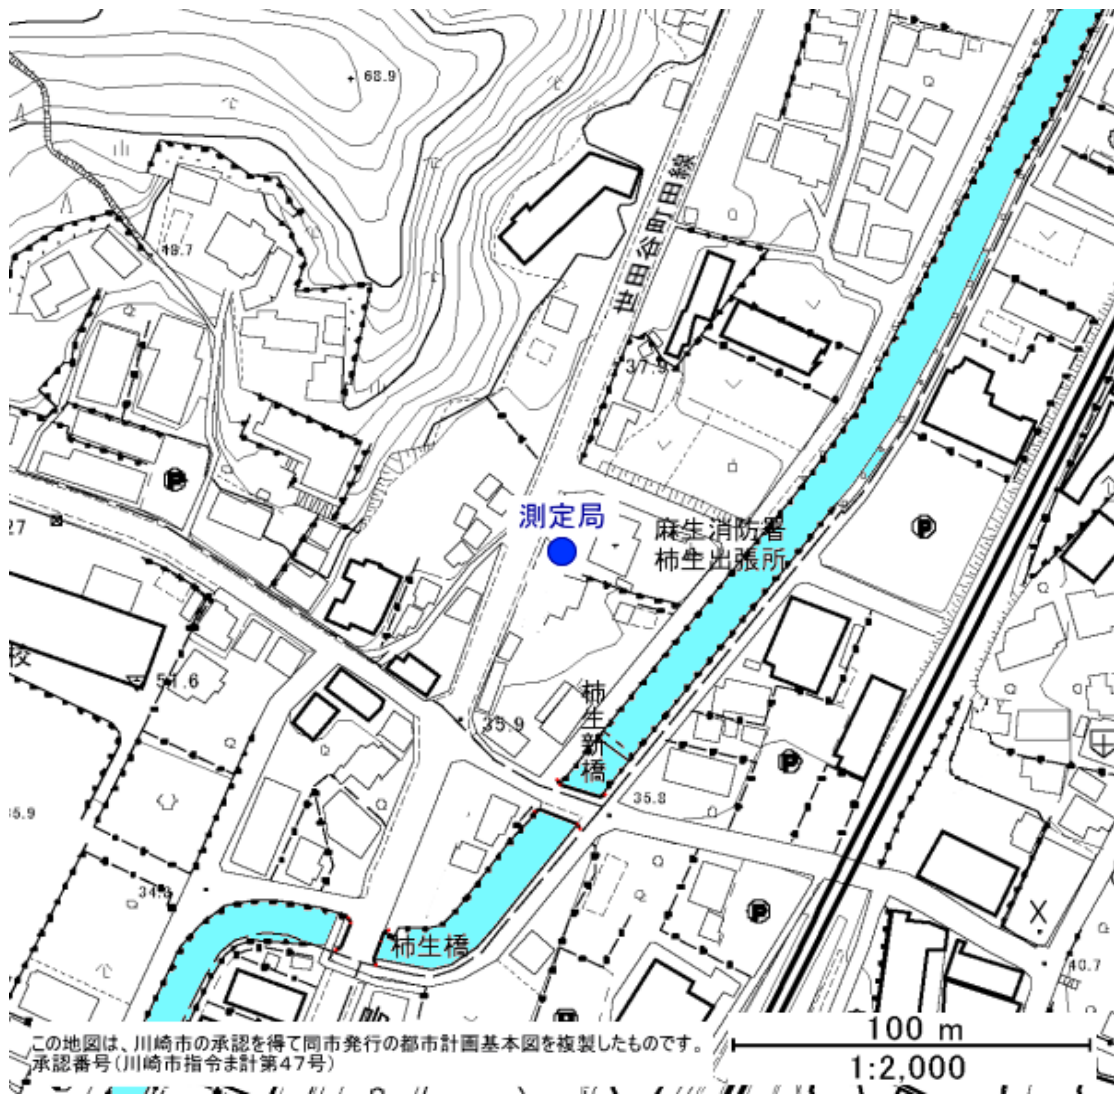 68.9
49.7
世田谷町田線
37.9
P
測定局
麻生消防署
柿生出張所
P
27
校
51.6
35.9
柿生新橋
P
35.8
35.9
34.3
P
柿生橋
40.7
この地図は、川崎市の承認を得て同市発行の都市計画基本図を複製したものです。
承認番号(川崎市指令ま計第47号)
100 m
1:2,000